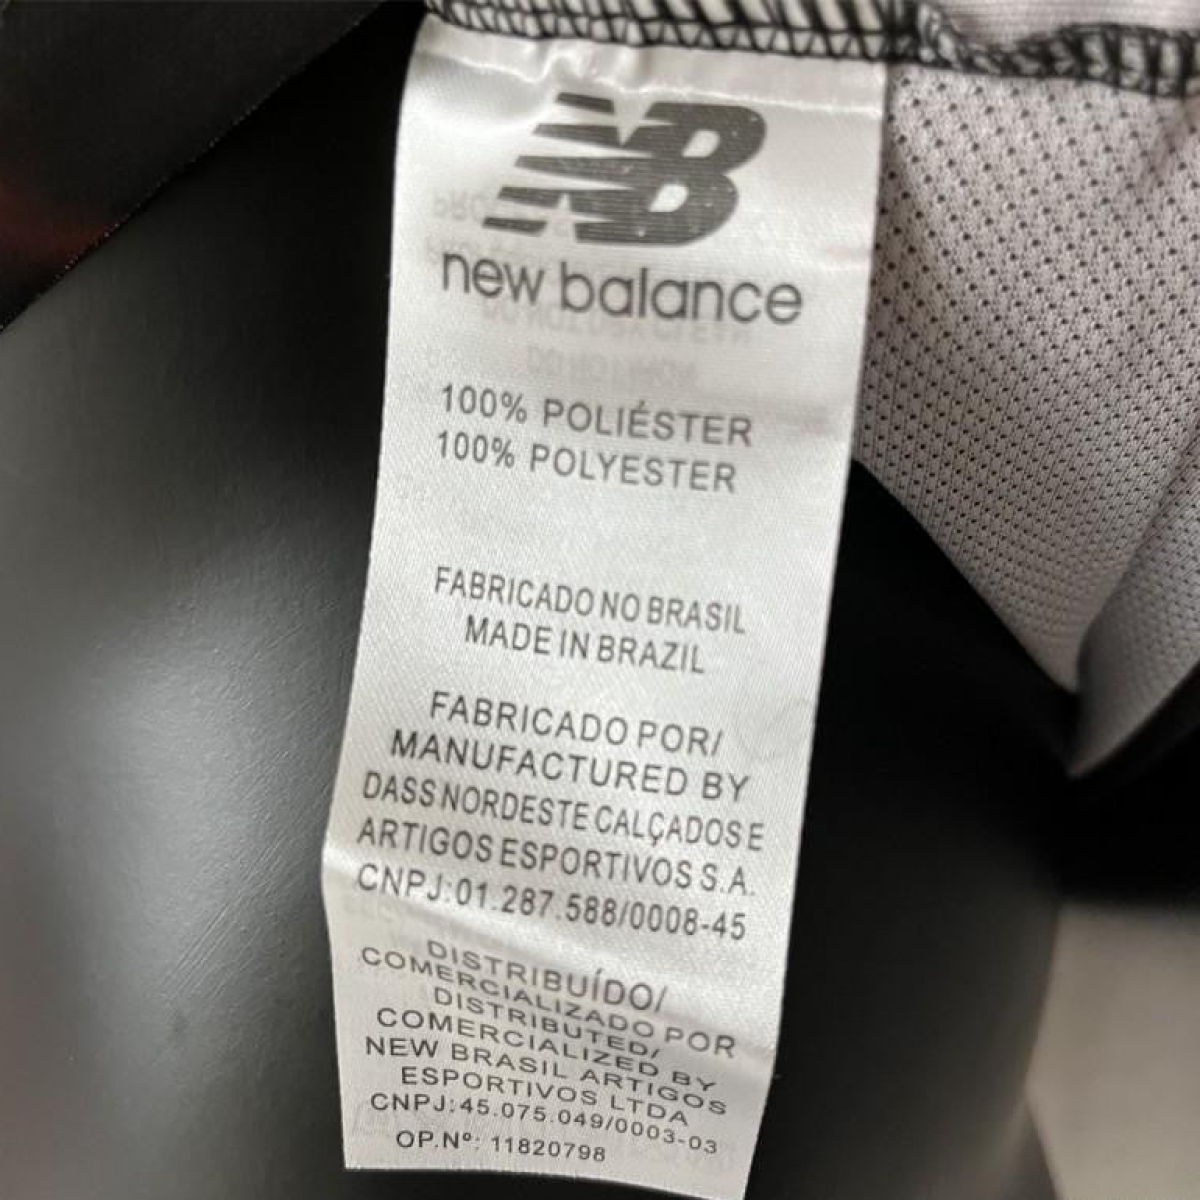 NB
new balance
100% POLIÉSTER
100% POLYESTER
FABRICADO NO BRASIL
MADE IN BRAZIL
FABRICADO POR/
MANUFACTURED BY
DASS NORDESTE CALÇADOS E
ARTIGOS ESPORTIVOS S.A.
CNPJ:01.287.588/0008-45
DISTRIBUÍDO/
COMERCIALIZADO POR
DISTRIBUTED/
COMERCIALIZED BY
NEW BRASIL ARTIGOS
ESPORTIVOS LTDA
CNPJ:45.075.049/0003-03
OP.Nº: 11820798